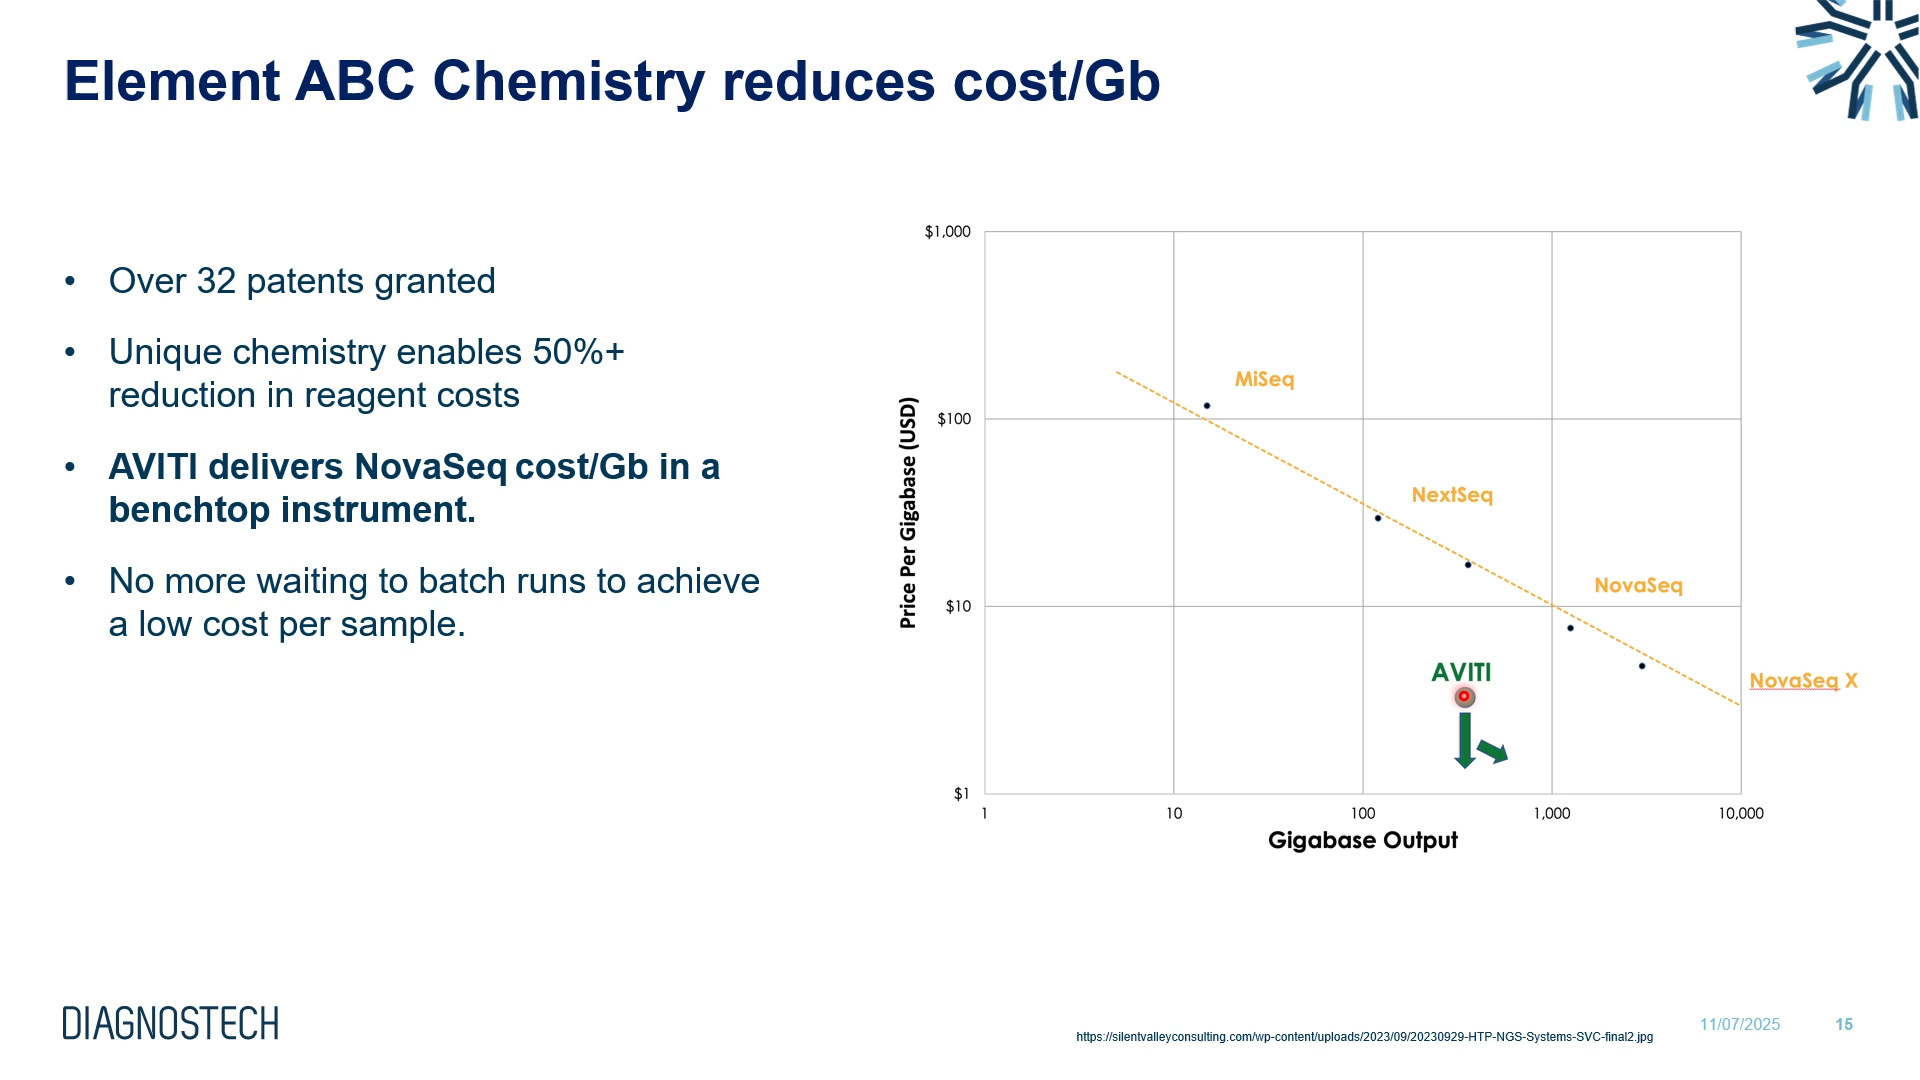 Element ABC Chemistry reduces cost/Gb
• Over 32 patents granted
• Unique chemistry enables 50%+
reduction in reagent costs
• AVITI delivers NovaSeq cost/Gb in a
benchtop instrument.
• No more waiting to batch runs to achieve
a low cost per sample.
Price Per Gigabase (USD)
$1,000
$100
$10
$1
MiSeq
NextSeq
NovaSeq
AVITI
NovaSeq X
1 10 100 1,000 10,000
Gigabase Output
DIAGNOSTECH
https://silentvalleyconsulting.com/wp-content/uploads/2023/09/20230929-HTP-NGS-Systems-SVC-final2.jpg
11/07/2025 15